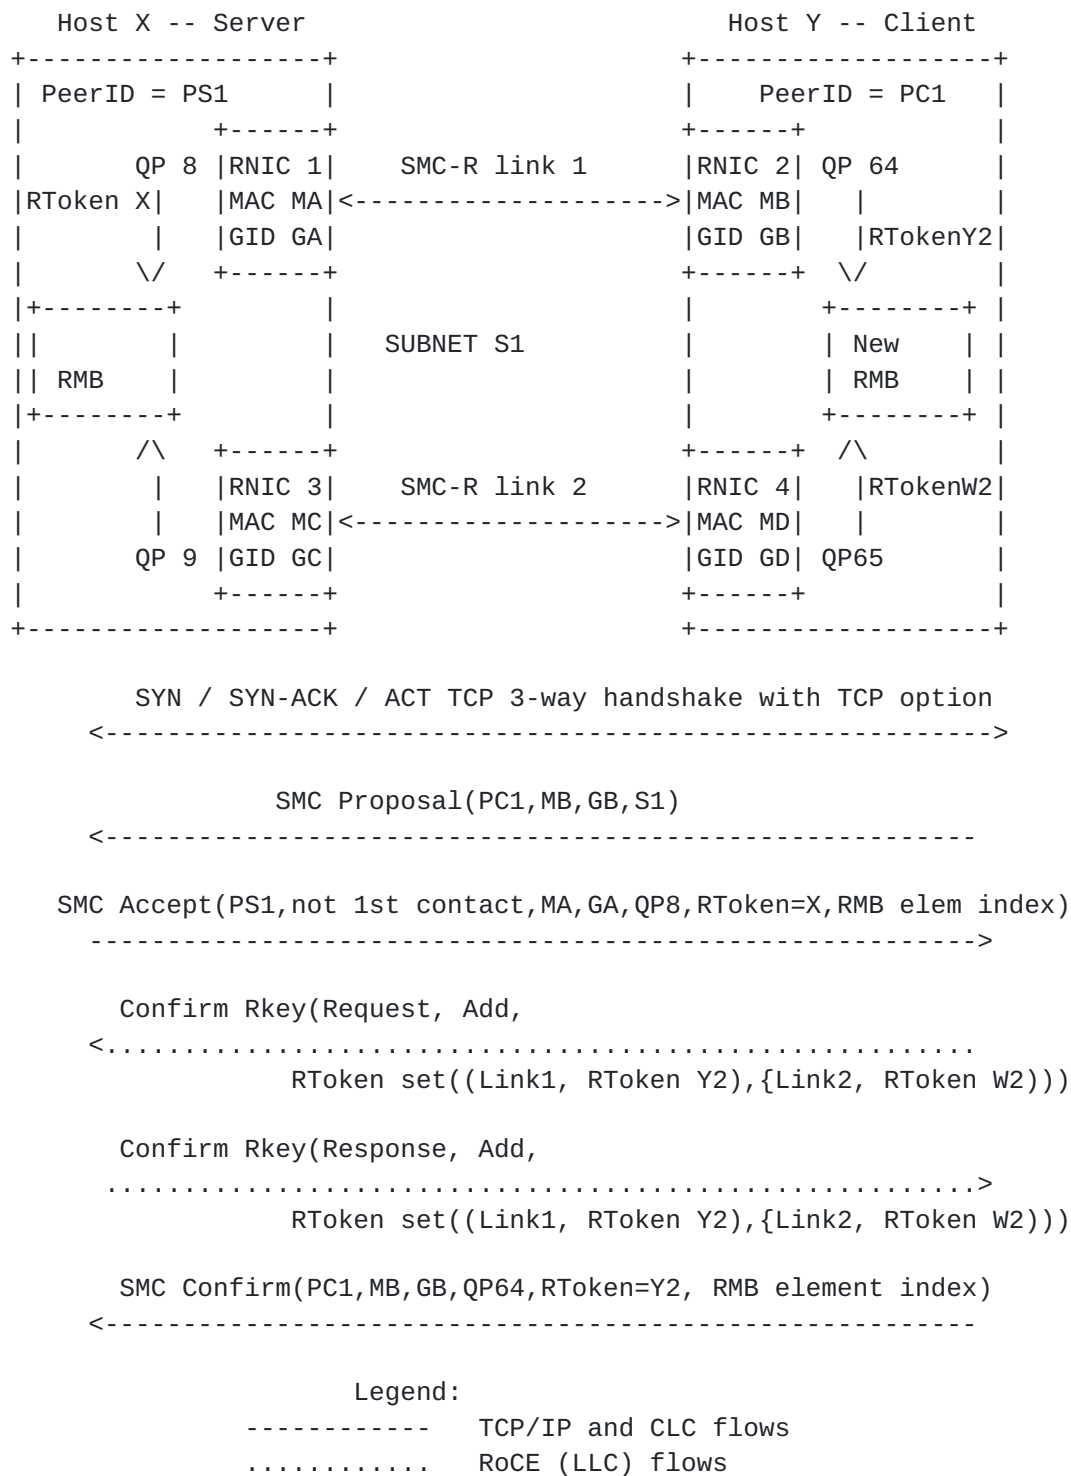 Host X -- Server                           Host Y -- Client
+-------------------+                      +-------------------+
| PeerID = PS1      |                      |    PeerID = PC1   |
|            +------+                      +------+            |
|       QP 8 |RNIC 1|    SMC-R link 1      |RNIC 2| QP 64      |
|RToken X|   |MAC MA|<-------------------->|MAC MB|   |        |
|        |   |GID GA|                      |GID GB|   |RTokenY2|
|       \/   +------+                      +------+  \/        |
|+--------+         |                      |        +--------+ |
||        |         |   SUBNET S1          |        | New    | |
|| RMB    |         |                      |        | RMB    | |
|+--------+         |                      |        +--------+ |
|       /\   +------+                      +------+  /\        |
|        |   |RNIC 3|    SMC-R link 2      |RNIC 4|   |RTokenW2|
|        |   |MAC MC|<-------------------->|MAC MD|   |        |
|       QP 9 |GID GC|                      |GID GD| QP65       |
|            +------+                      +------+            |
+-------------------+                      +-------------------+

        SYN / SYN-ACK / ACT TCP 3-way handshake with TCP option
     <--------------------------------------------------------->

                 SMC Proposal(PC1,MB,GB,S1)
     <--------------------------------------------------------

   SMC Accept(PS1,not 1st contact,MA,GA,QP8,RToken=X,RMB elem index)
     --------------------------------------------------------->

       Confirm Rkey(Request, Add,
     <........................................................
                  RToken set((Link1, RToken Y2),{Link2, RToken W2)))

       Confirm Rkey(Response, Add,
      ........................................................>
                  RToken set((Link1, RToken Y2),{Link2, RToken W2)))

       SMC Confirm(PC1,MB,GB,QP64,RToken=Y2, RMB element index)
     <--------------------------------------------------------

                      Legend:
               ------------   TCP/IP and CLC flows
               ............   RoCE (LLC) flows